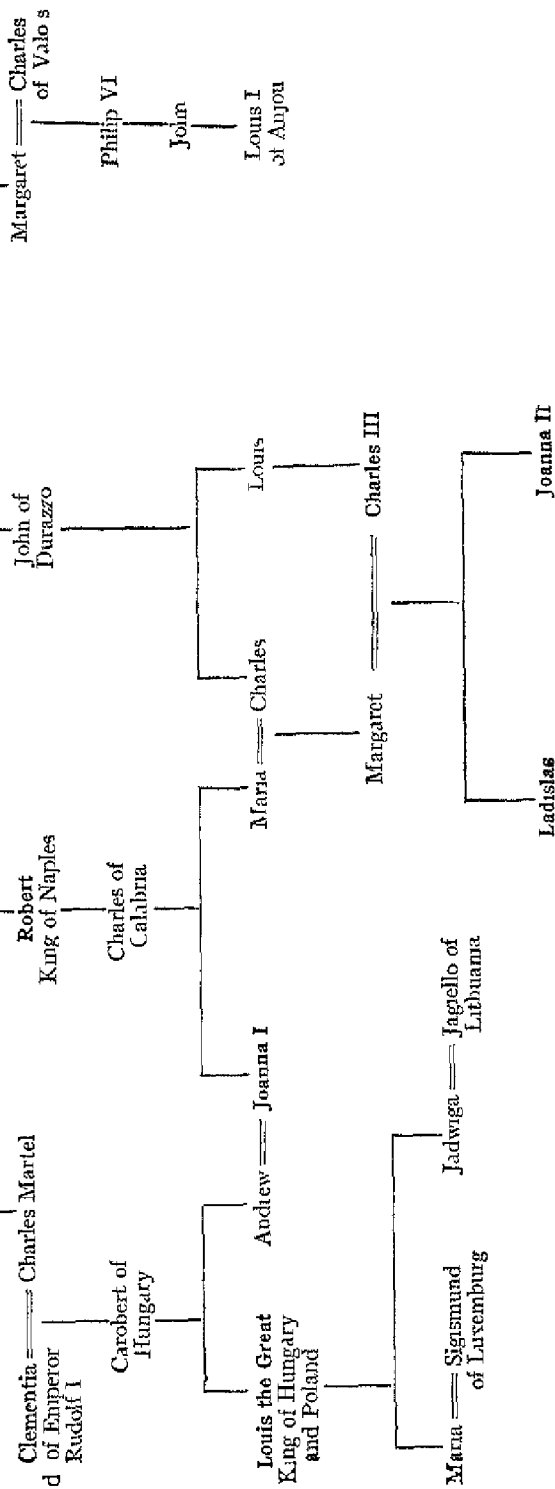 Clementia = Charles Martel
d of Emperor
Rudolf I
Robert
King of Naples
John of
Durazzo
Margaret = Charles
of Valo s
Carobert of
Hungary
Charles of
Calabria
Philip VI
John
Louis the Great
King of Hungary
and Poland
Andrew = Joanna I
Maria = Charles
Louis
Louis I
of Anjou
Margaret = Charles III
Maria = Sigismund
of Luxemburg
Jadwiga = Jagiello of
Lithuania
Ladislas
Joanna II